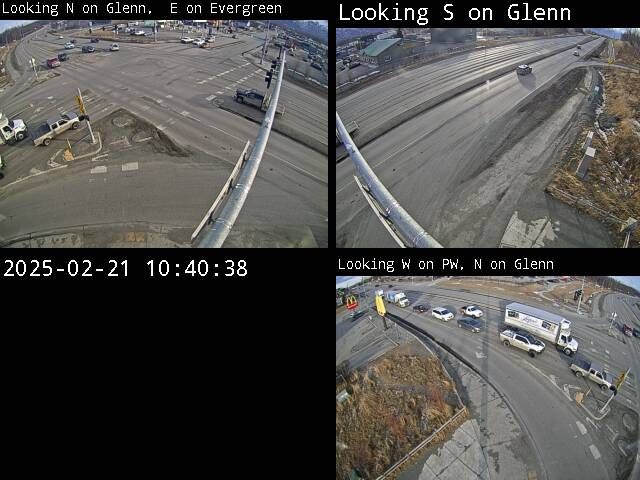 Looking N on Glenn,  E on Evergreen
Looking S on Glenn
2025-02-21 10:40:38
Looking W on PW, N on Glenn